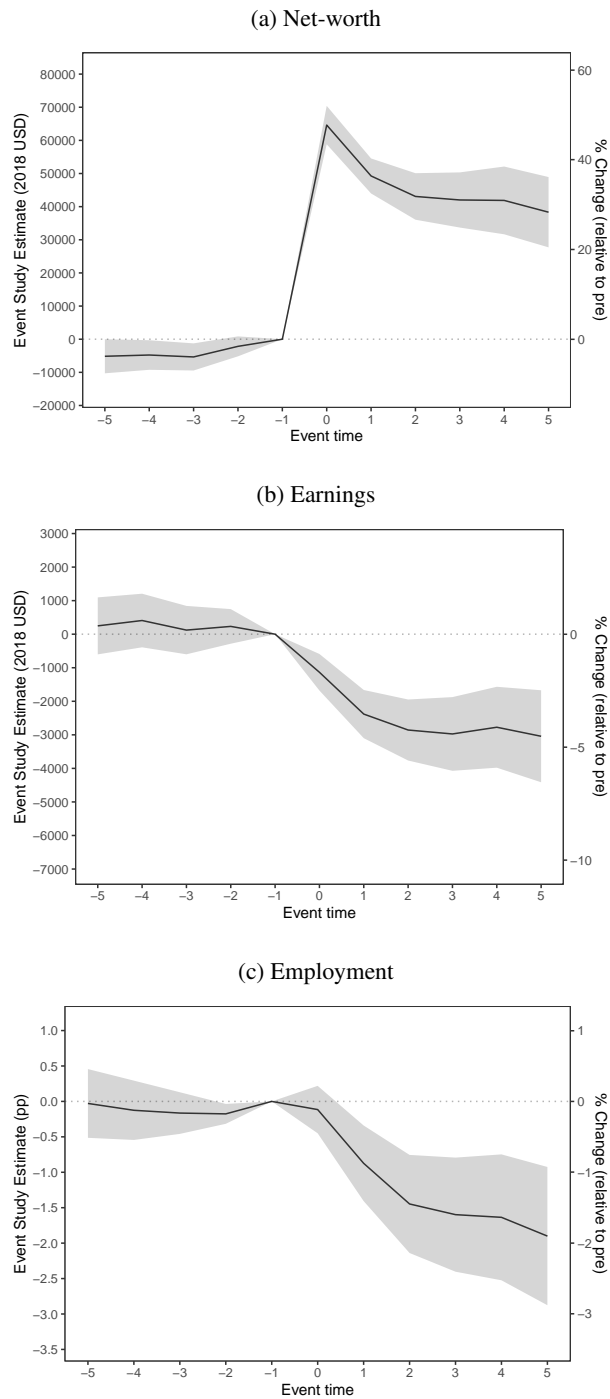 (a) Net-worth
Event Study Estimate (2018 USD)
80000
70000
60000
50000
40000
30000
20000
10000
0
−10000
−20000
60
40
20
0
% Change (relative to pre)
−5 −4 −3 −2 −1 0 1 2 3 4 5
Event time
(b) Earnings
Event Study Estimate (2018 USD)
3000
2000
1000
0
−1000
−2000
−3000
−4000
−5000
−6000
−7000
0
−5
−10
% Change (relative to pre)
−5 −4 −3 −2 −1 0 1 2 3 4 5
Event time
(c) Employment
Event Study Estimate (pp)
1.0
0.5
0.0
−0.5
−1.0
−1.5
−2.0
−2.5
−3.0
−3.5
1
0
−1
−2
−3
% Change (relative to pre)
−5 −4 −3 −2 −1 0 1 2 3 4 5
Event time